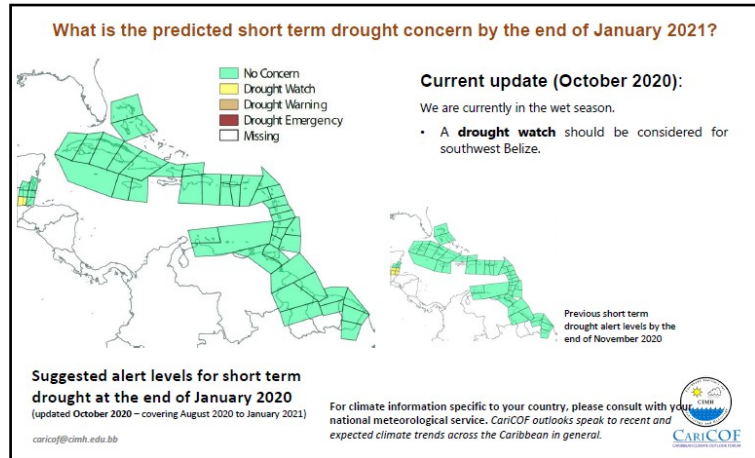 What is the predicted short term drought concern by the end of January 2021?
No Concern
Drought Watch
Drought Warning
Drought Emergency
Missing
Current update (October 2020):
We are currently in the wet season.
• A drought watch should be considered for
southwest Belize.
Previous short term
drought alert levels by the
end of November 2020
Suggested alert levels for short term
drought at the end of January 2020
(updated October 2020 – covering August 2020 to January 2021)
caricof@cimh.edu.bb
For climate information specific to your country, please consult with your
national meteorological service. CariCOF outlooks speak to recent and
expected climate trends across the Caribbean in general.
CIMH
CARICOF
CARIBBEAN CLIMATE OUTLOOK FORUM